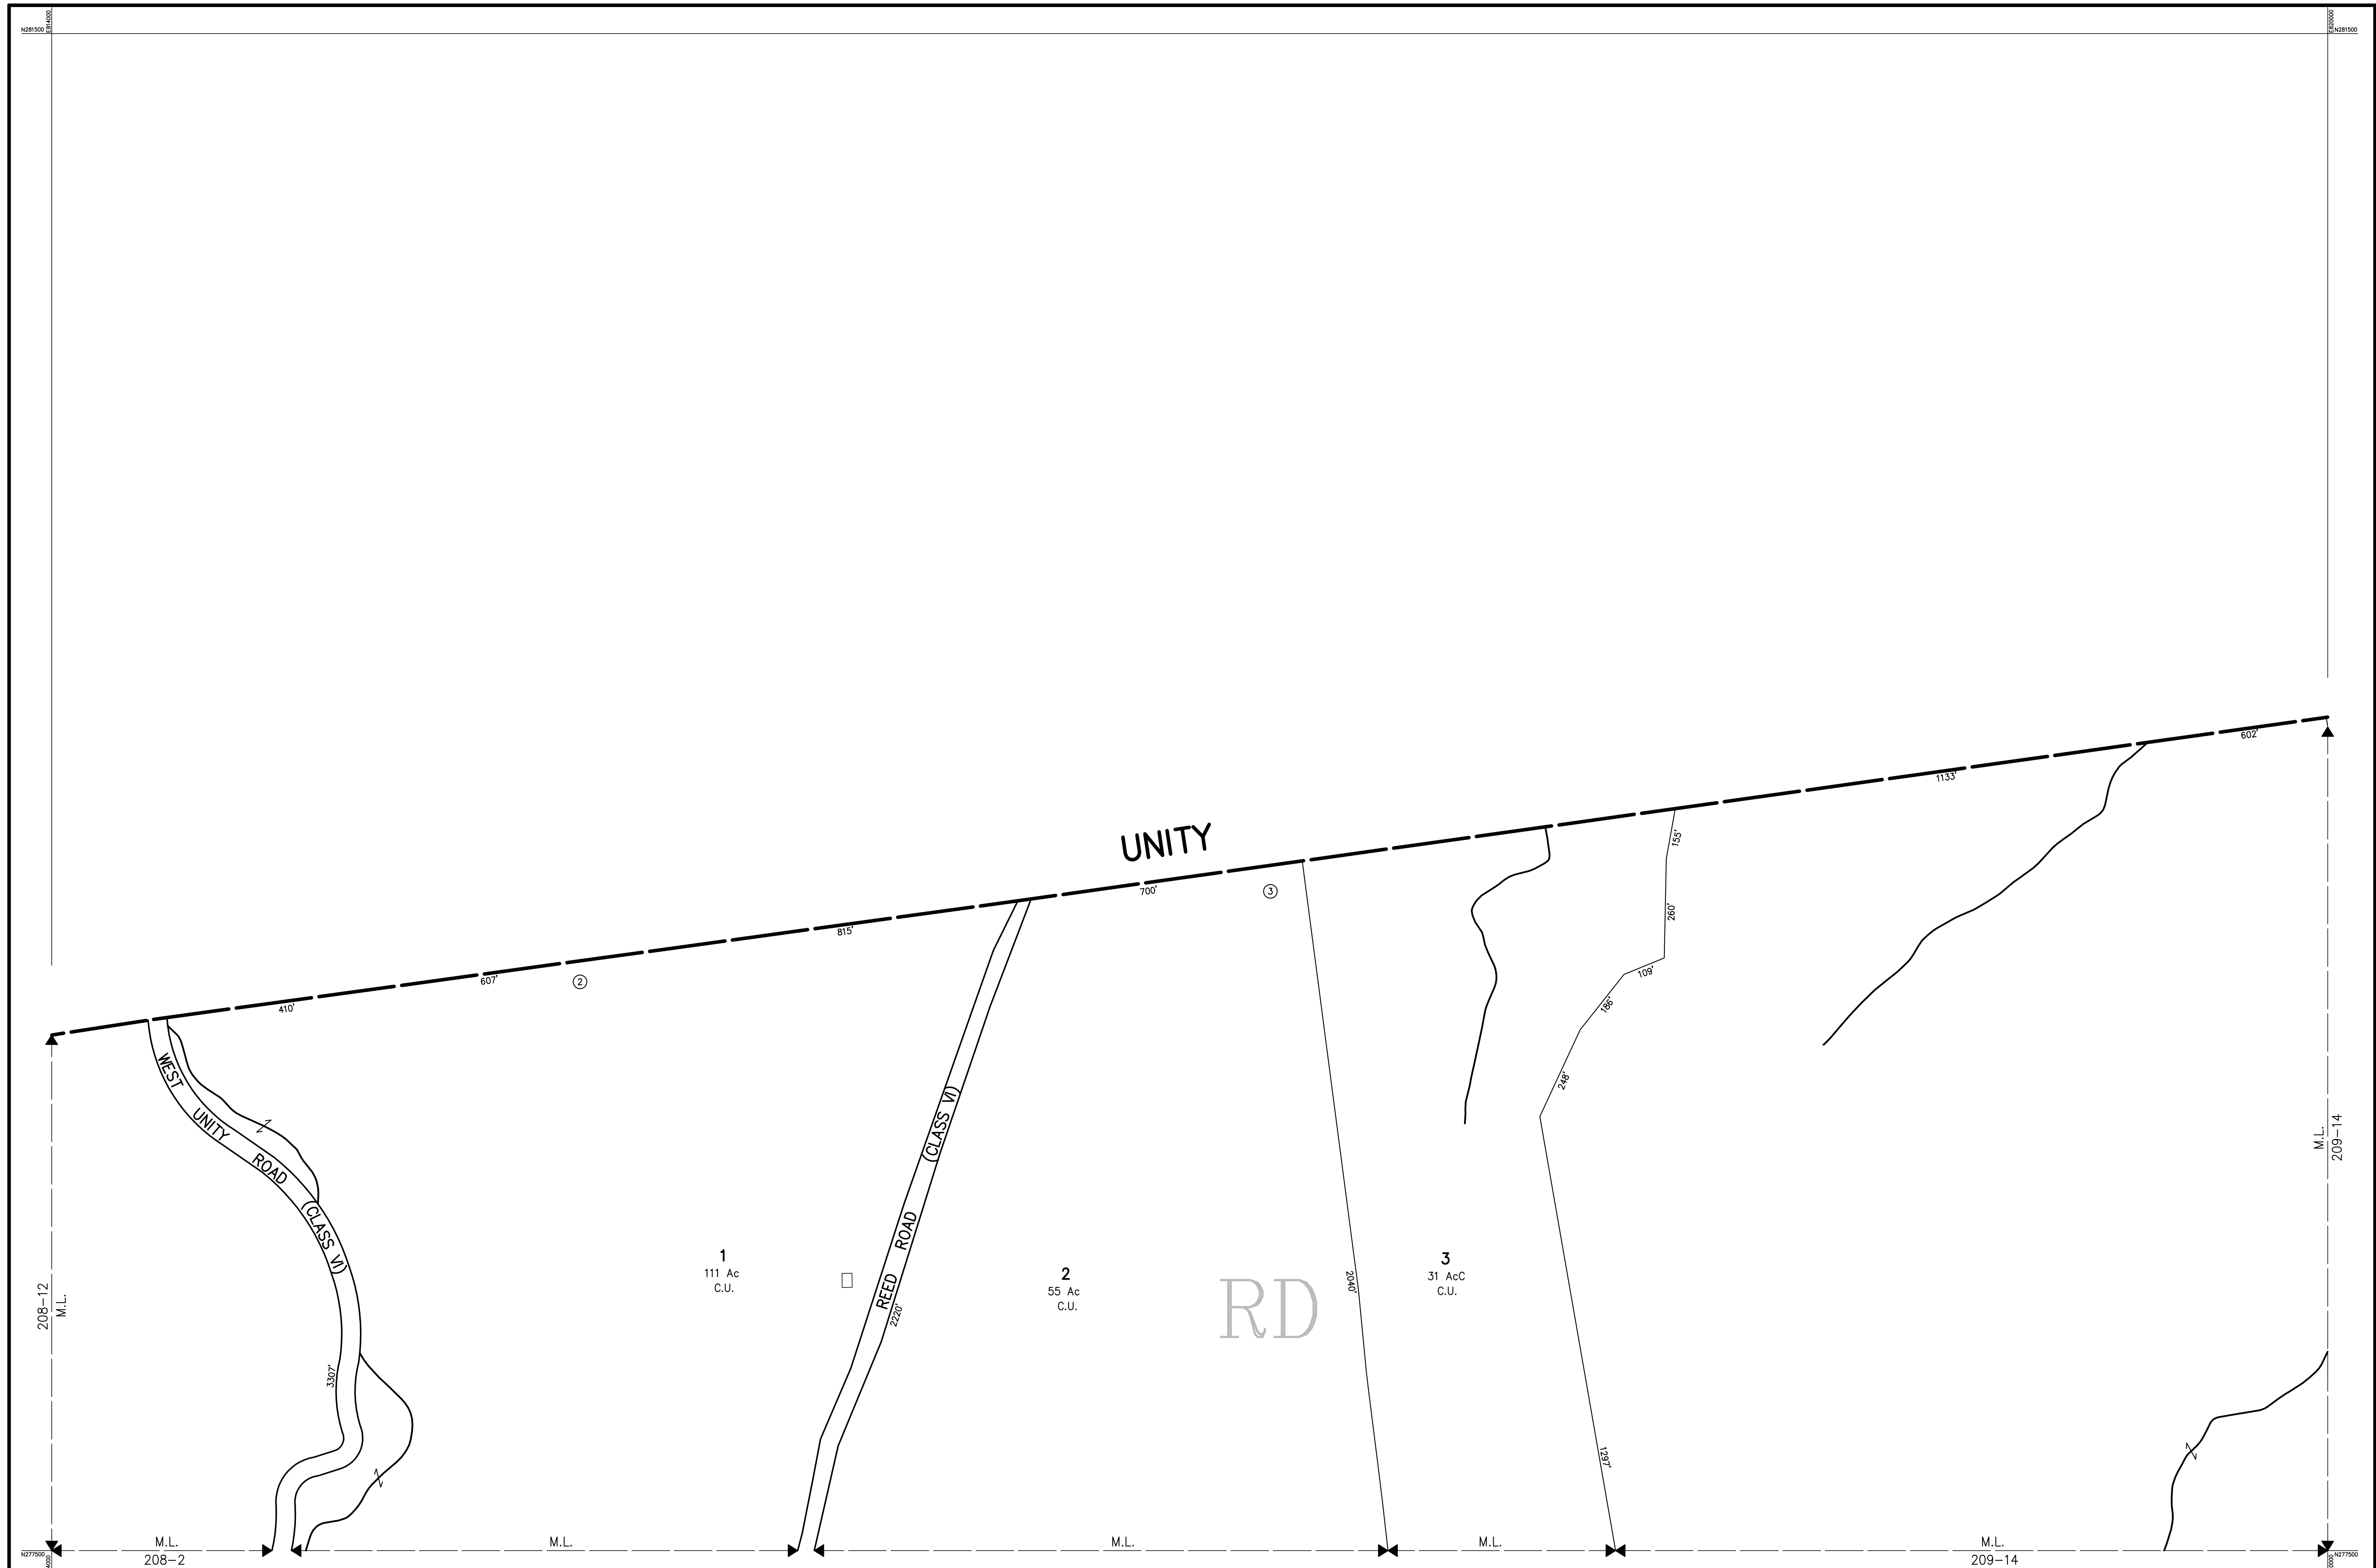 N281500
E814000
E820000
N281500
UNITY
602'
1133'
155'
260'
109'
186'
248'
1297'
700'
3
815'
607'
2
410'
WEST UNITY ROAD (CLASS VI)
3307'
REED ROAD (CLASS VI)
2220'
2040'
1
111 Ac
C.U.
2
55 Ac
C.U.
RD
3
31 AcC
C.U.
208-12
M.L.
M.L.
209-14
M.L.
M.L.
M.L.
M.L.
M.L.
208-2
209-14
N277500
N277500